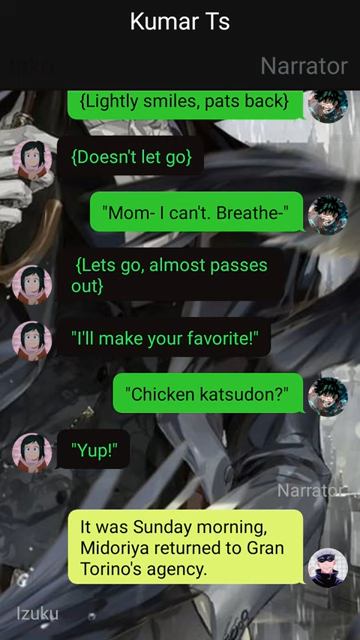 Kumar Ts
Narrator
{Lightly smiles, pats back}
{Doesn't let go}
"Mom- I can't. Breathe-"
{Lets go, almost passes
out}
"I'll make your favorite!"
"Chicken katsudon?"
"Yup!"
Narrator
It was Sunday morning,
Midoriya returned to Gran
Torino's agency.
Izuku